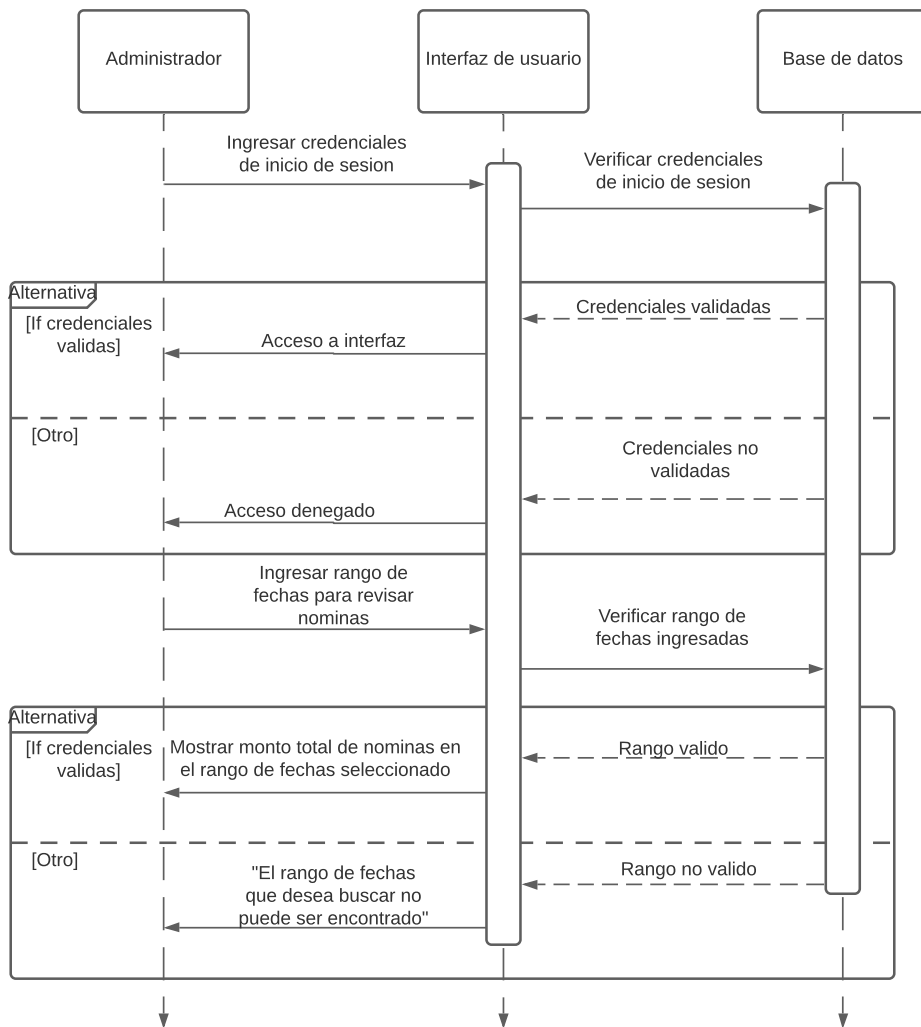 Administrador
Interfaz de usuario
Base de datos
Ingresar credenciales
de inicio de sesion
Verificar credenciales
de inicio de sesion
Alternativa
[If credenciales
validas]
Credenciales validadas
Acceso a interfaz
[Otro]
Credenciales no
validadas
Acceso denegado
Ingresar rango de
fechas para revisar
nominas
Verificar rango de
fechas ingresadas
Alternativa
[If credenciales
validas]
Mostrar monto total de nominas en
el rango de fechas seleccionado
Rango valido
[Otro]
Rango no valido
"El rango de fechas
que desea buscar no
puede ser encontrado"